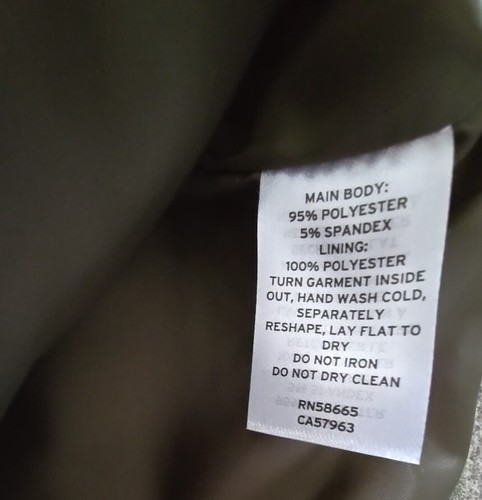 MAIN BODY:
95% POLYESTER
5% SPANDEX
LINING:
100% POLYESTER
TURN GARMENT INSIDE
OUT, HAND WASH COLD,
SEPARATELY
RESHAPE, LAY FLAT TO
DRY
DO NOT IRON
DO NOT DRY CLEAN
RN58665
CA57963